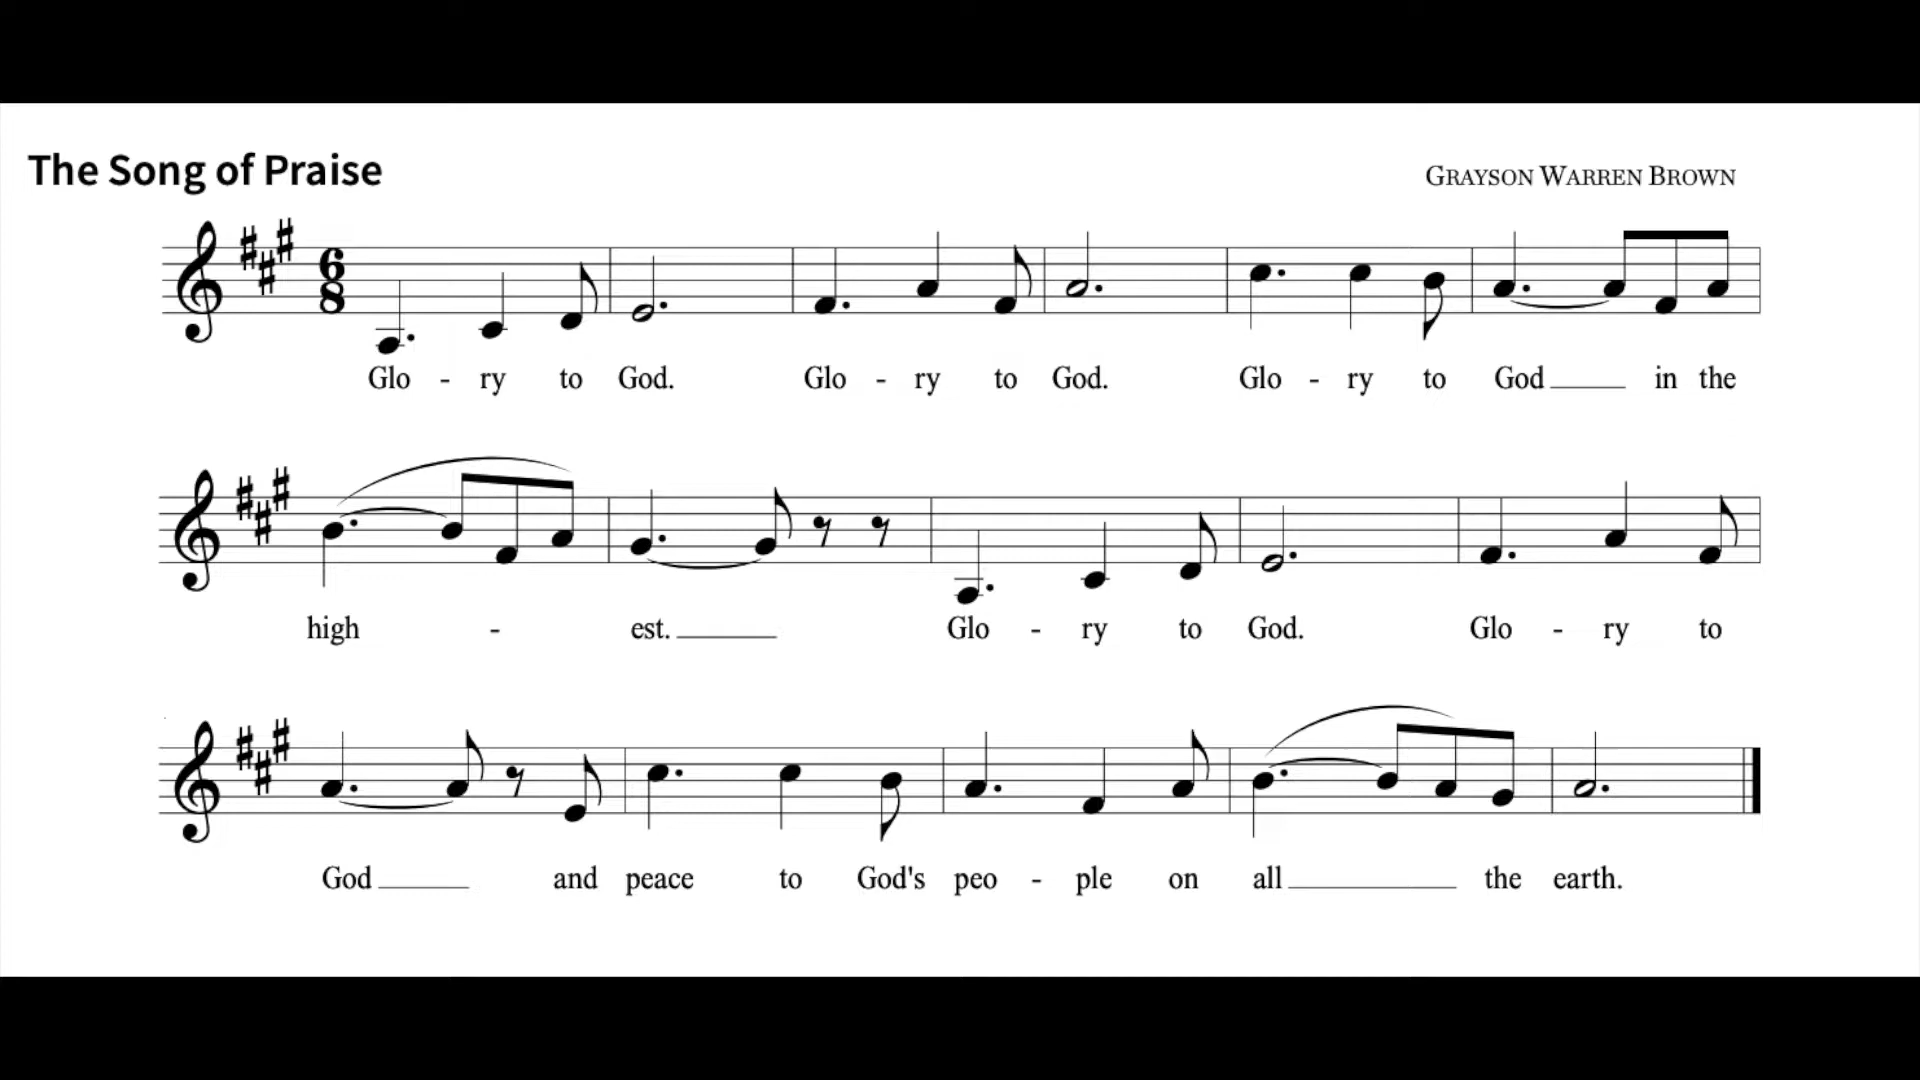 The Song of Praise
GRAYSON WARREN BROWN
6
8
Glo - ry to God. Glo - ry to God. Glo - ry to God in the
high - est. Glo - ry to God. Glo - ry to
God and peace to God's peo - ple on all the earth.